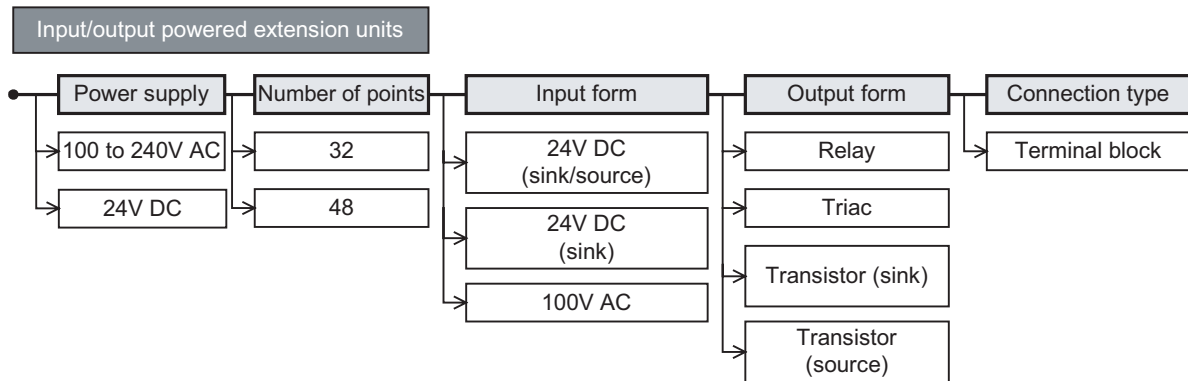 Input/output powered extension units
Power supply
Number of points
Input form
Output form
Connection type
100 to 240V AC
24V DC
32
48
24V DC
(sink/source)
24V DC
(sink)
100V AC
Relay
Triac
Transistor (sink)
Transistor
(source)
Terminal block